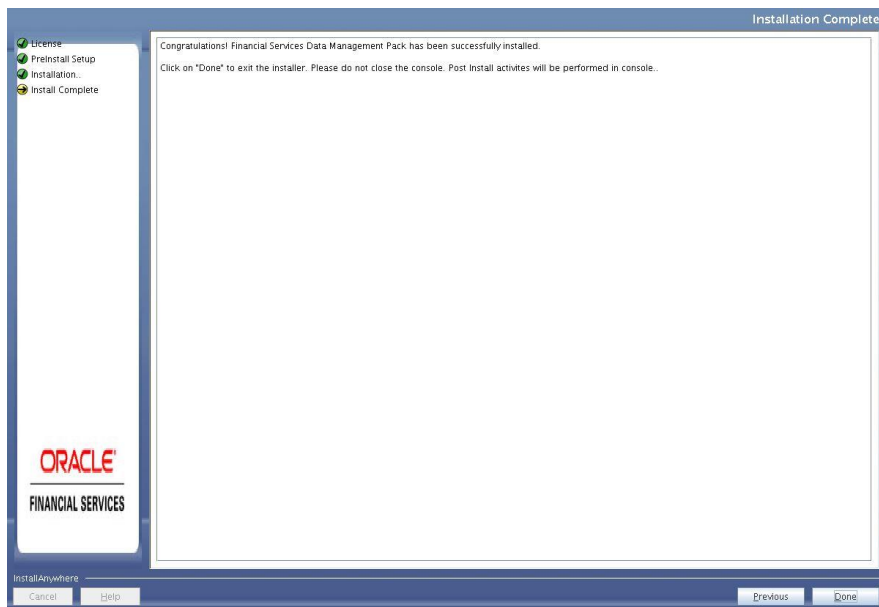 Installation Complete
License
PreInstall Setup
Installation..
Install Complete
Congratulations! Financial Services Data Management Pack has been successfully installed.
Click on "Done" to exit the installer. Please do not close the console. Post Install activites will be performed in console..
ORACLE
FINANCIAL SERVICES
InstallAnywhere
Cancel
Help
Previous
Done